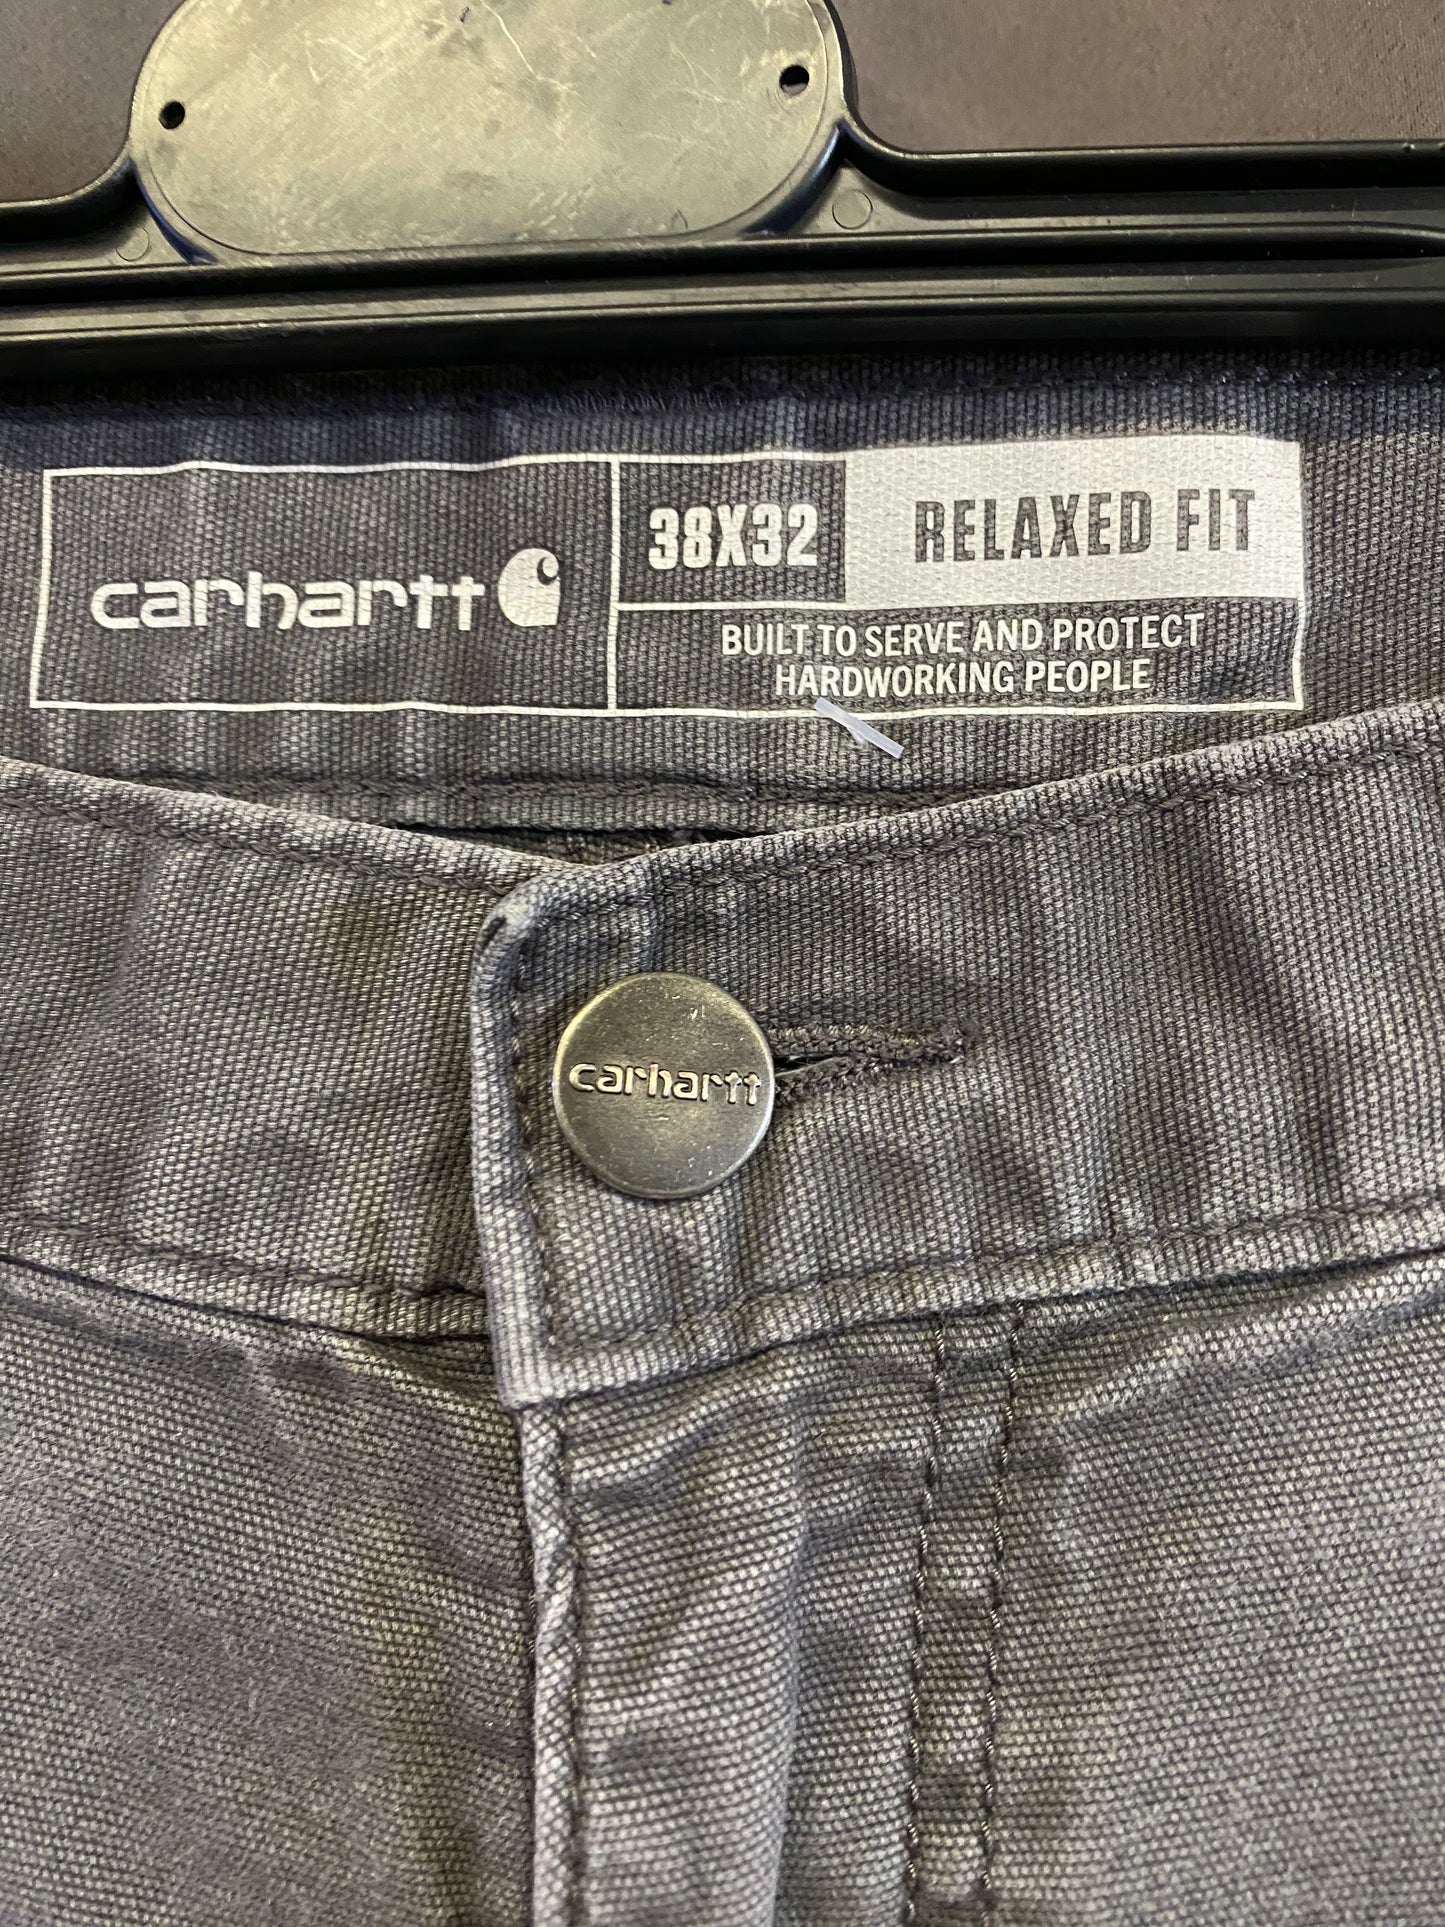 carhartt
38X32
RELAXED FIT
BUILT TO SERVE AND PROTECT
HARDWORKING PEOPLE
carhartt